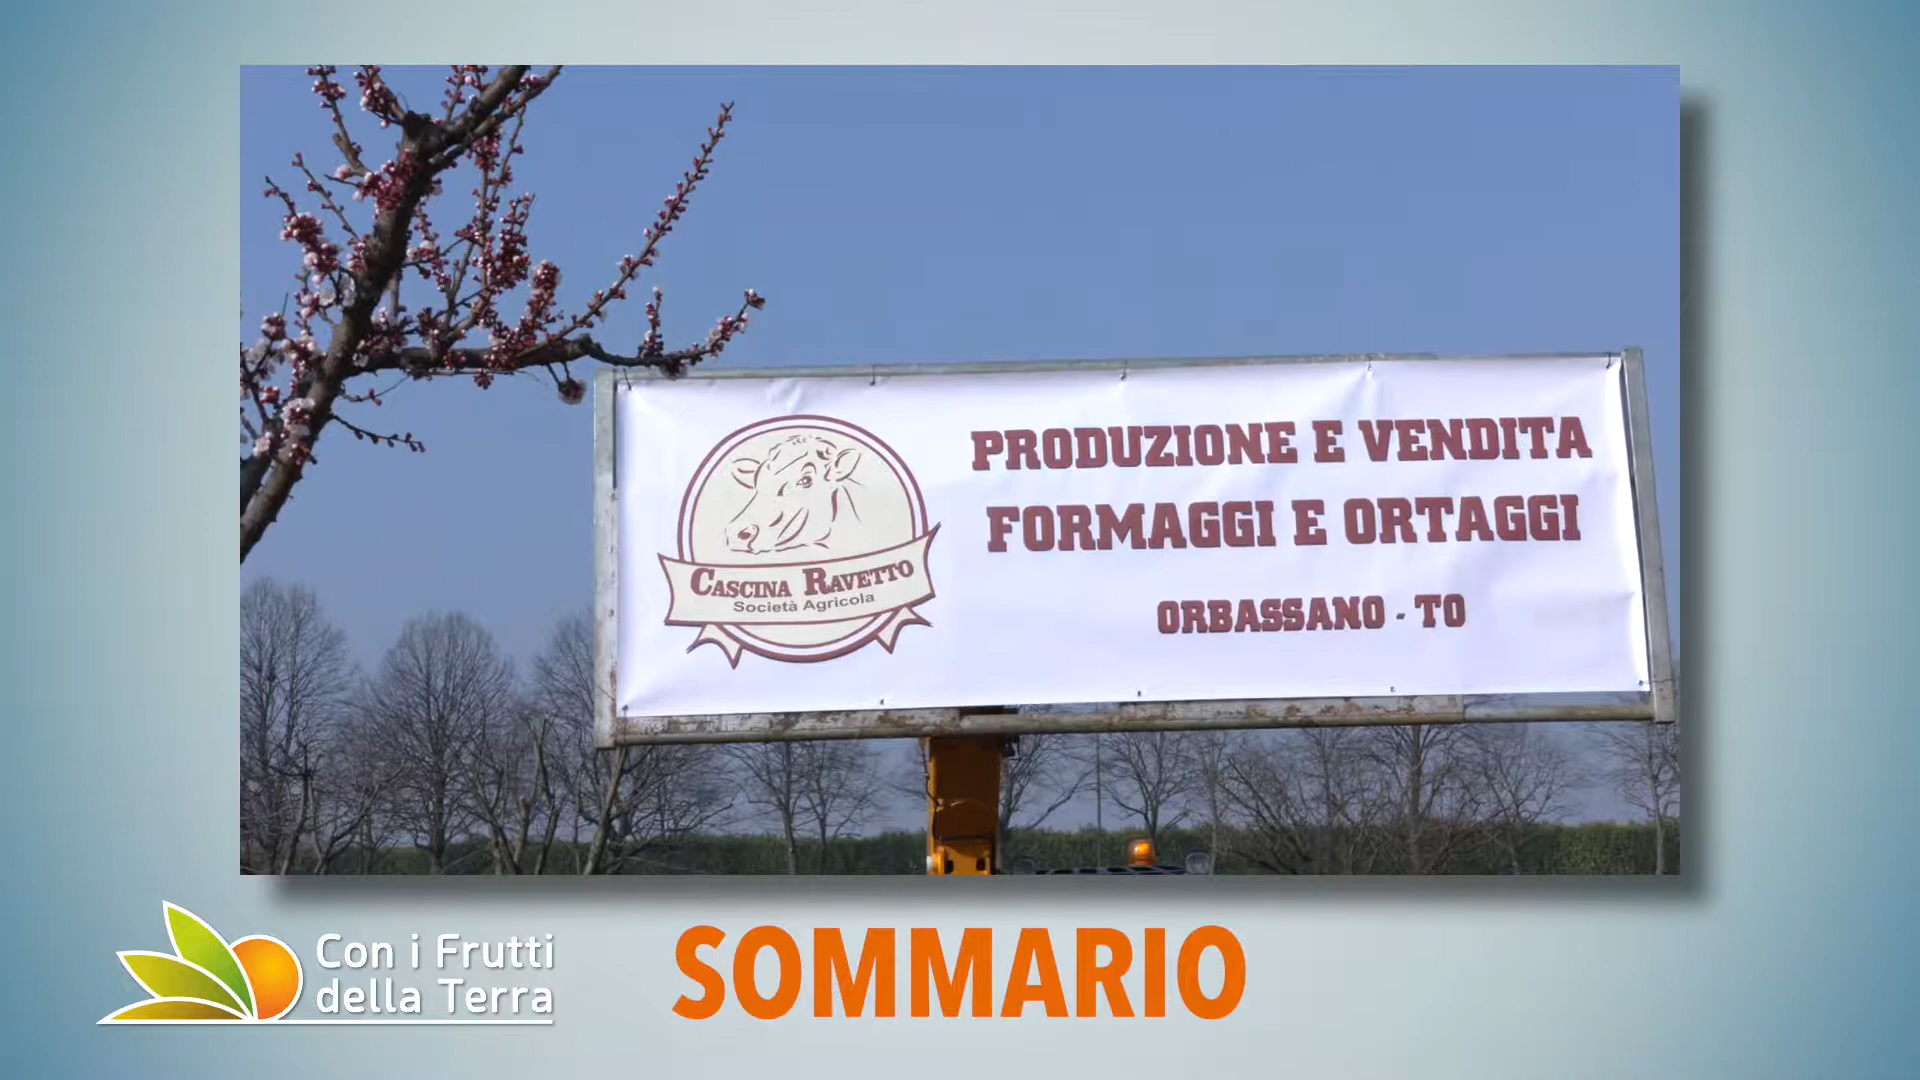 PRODUZIONE E VENDITA
FORMAGGI E ORTAGGI
ORBASSANO - TO
CASCINA RAVETTO
Società Agricola
Con i Frutti
della Terra
SOMMARIO